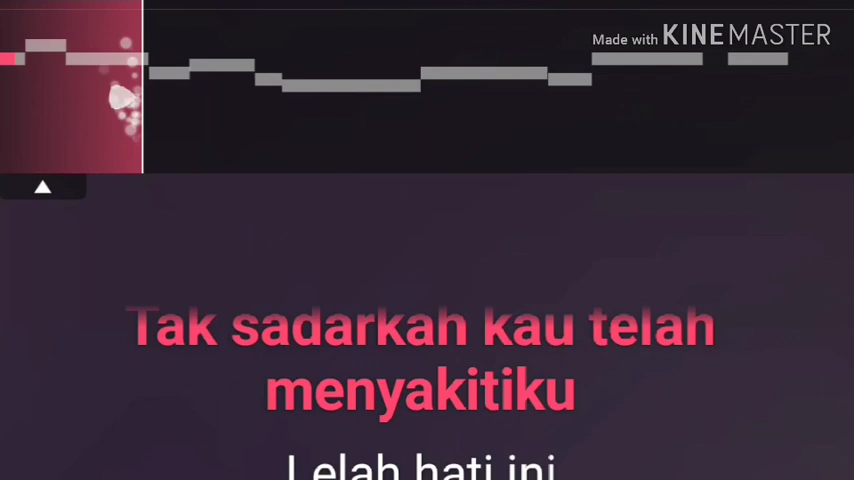 Made with KINEMASTER
Tak sadarkah kau telah
menyakitiku
Lelah hati ini